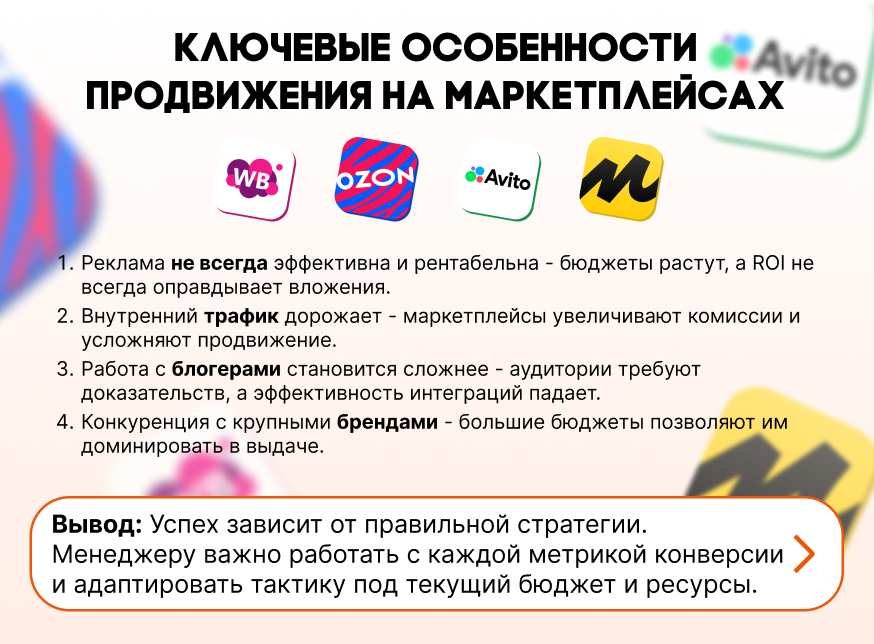 КЛЮЧЕВЫЕ ОСОБЕННОСТИ
ПРОДВИЖЕНИЯ НА МАРКЕТПЛЕЙСАХ
Avito
WB
OZON
Avito
1. Реклама не всегда эффективна и рентабельна - бюджеты растут, а ROI не
всегда оправдывает вложения.
2. Внутренний трафик дорожает - маркетплейсы увеличивают комиссии и
усложняют продвижение.
3. Работа с блогерами становится сложнее - аудитории требуют
доказательств, а эффективность интеграций падает.
4. Конкуренция с крупными брендами - большие бюджеты позволяют им
доминировать в выдаче.
Вывод: Успех зависит от правильной стратегии.
Менеджеру важно работать с каждой метрикой конверсии
и адаптировать тактику под текущий бюджет и ресурсы.